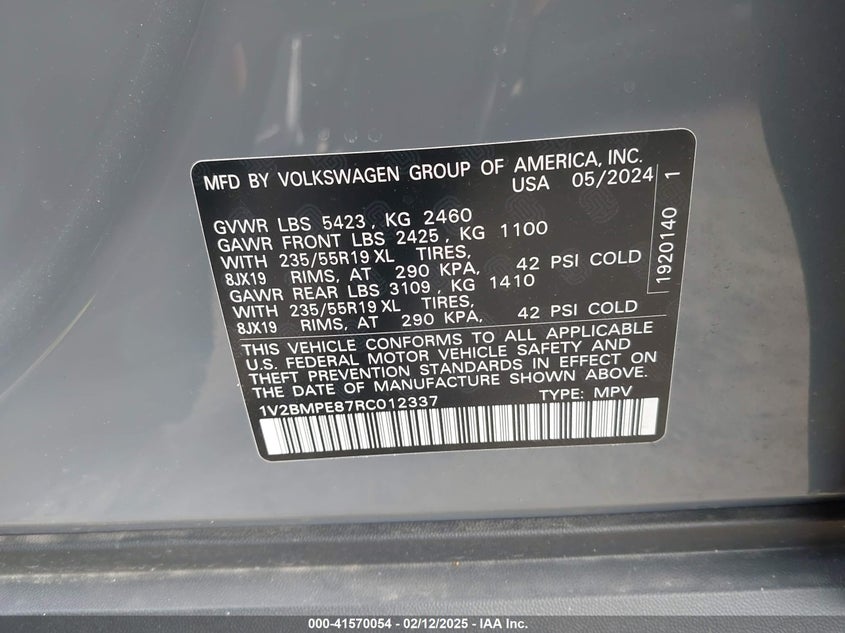 MFD BY VOLKSWAGEN GROUP OF AMERICA, INC.
USA 05/2024
GVWR LBS 5423, KG 2460
GAWR FRONT LBS 2425, KG 1100
WITH 235/55R19 XL TIRES,
8JX19 RIMS, AT 290 KPA, 42 PSI COLD
GAWR REAR LBS 3109, KG 1410
WITH 235/55R19 XL TIRES,
8JX19 RIMS, AT 290 KPA, 42 PSI COLD
1920140 1
THIS VEHICLE CONFORMS TO ALL APPLICABLE
U.S. FEDERAL MOTOR VEHICLE SAFETY AND
THEFT PREVENTION STANDARDS IN EFFECT ON
THE DATE OF MANUFACTURE SHOWN ABOVE.
1V2BMPE87RC012337 TYPE: MPV
000-41570054 - 02/12/2025 - IAA Inc.